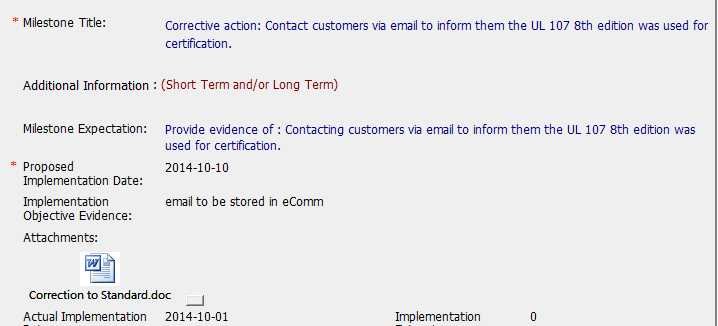 * Milestone Title: Corrective action: Contact customers via email to inform them the UL 107 8th edition was used for
certification.
Additional Information : (Short Term and/or Long Term)
Milestone Expectation: Provide evidence of : Contacting customers via email to inform them the UL 107 8th edition was
used for certification.
* Proposed 2014-10-10
Implementation Date:
Implementation email to be stored in eComm
Objective Evidence:
Attachments:
Correction to Standard.doc
Actual Implementation 2014-10-01 Implementation 0